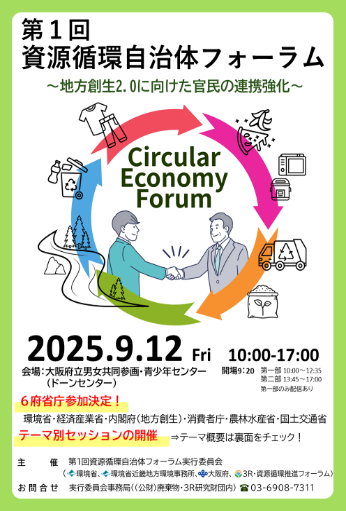 第1回
資源循環自治体フォーラム
～地方創生2.0に向けた官民の連携強化～
Circular
Economy
Forum
2025.9.12 Fri 10:00-17:00
会場：大阪府立男女共同参画・青少年センター
（ドーンセンター）
開場9：20
第一部 10:00～12:35
第二部 13:45～17:00
第一部のみ配信あり
６府省庁参加決定！
環境省・経済産業省・内閣府（地方創生）・消費者庁・農林水産省・国土交通省
テーマ別セッションの開催 ⇒テーマ概要は裏面をチェック！
主 催 第1回資源循環自治体フォーラム実行委員会
（環境省、環境省近畿地方環境事務所、大阪府、3R・資源循環推進フォーラム）
お問合せ 実行委員会事務局（（公財）廃棄物・3R研究財団内） ☎03-6908-7311